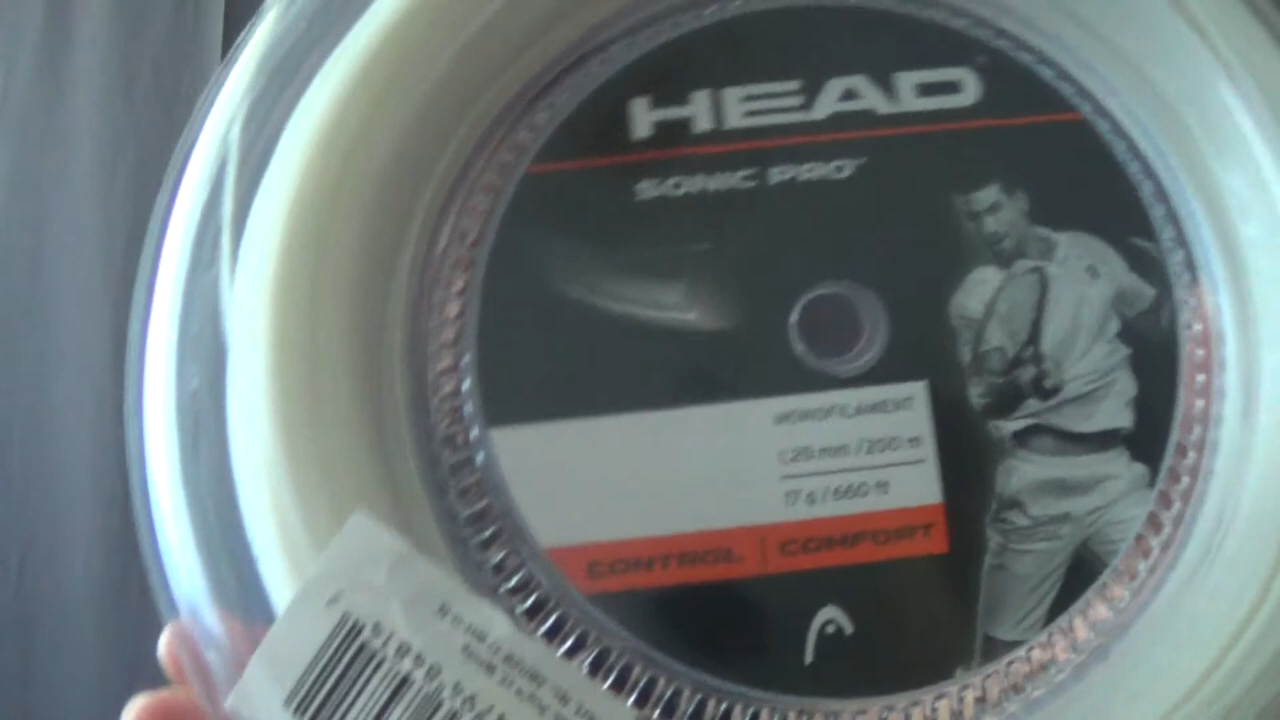 HEAD
SONIC PRO
MONOFILAMENT
1.25 mm / 200 m
17 g / 660 ft
CONTROL | COMFORT